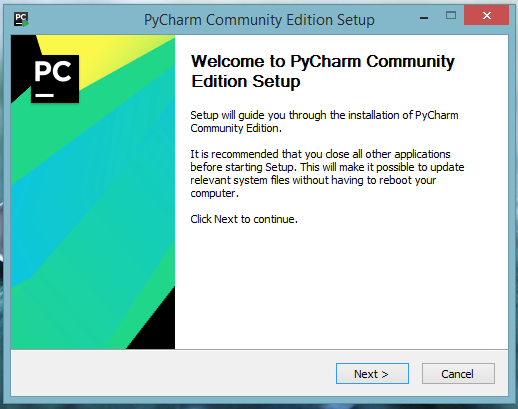 PC
PyCharm Community Edition Setup
PC
Welcome to PyCharm Community
Edition Setup
Setup will guide you through the installation of PyCharm
Community Edition.
It is recommended that you close all other applications
before starting Setup. This will make it possible to update
relevant system files without having to reboot your
computer.
Click Next to continue.
Next >
Cancel